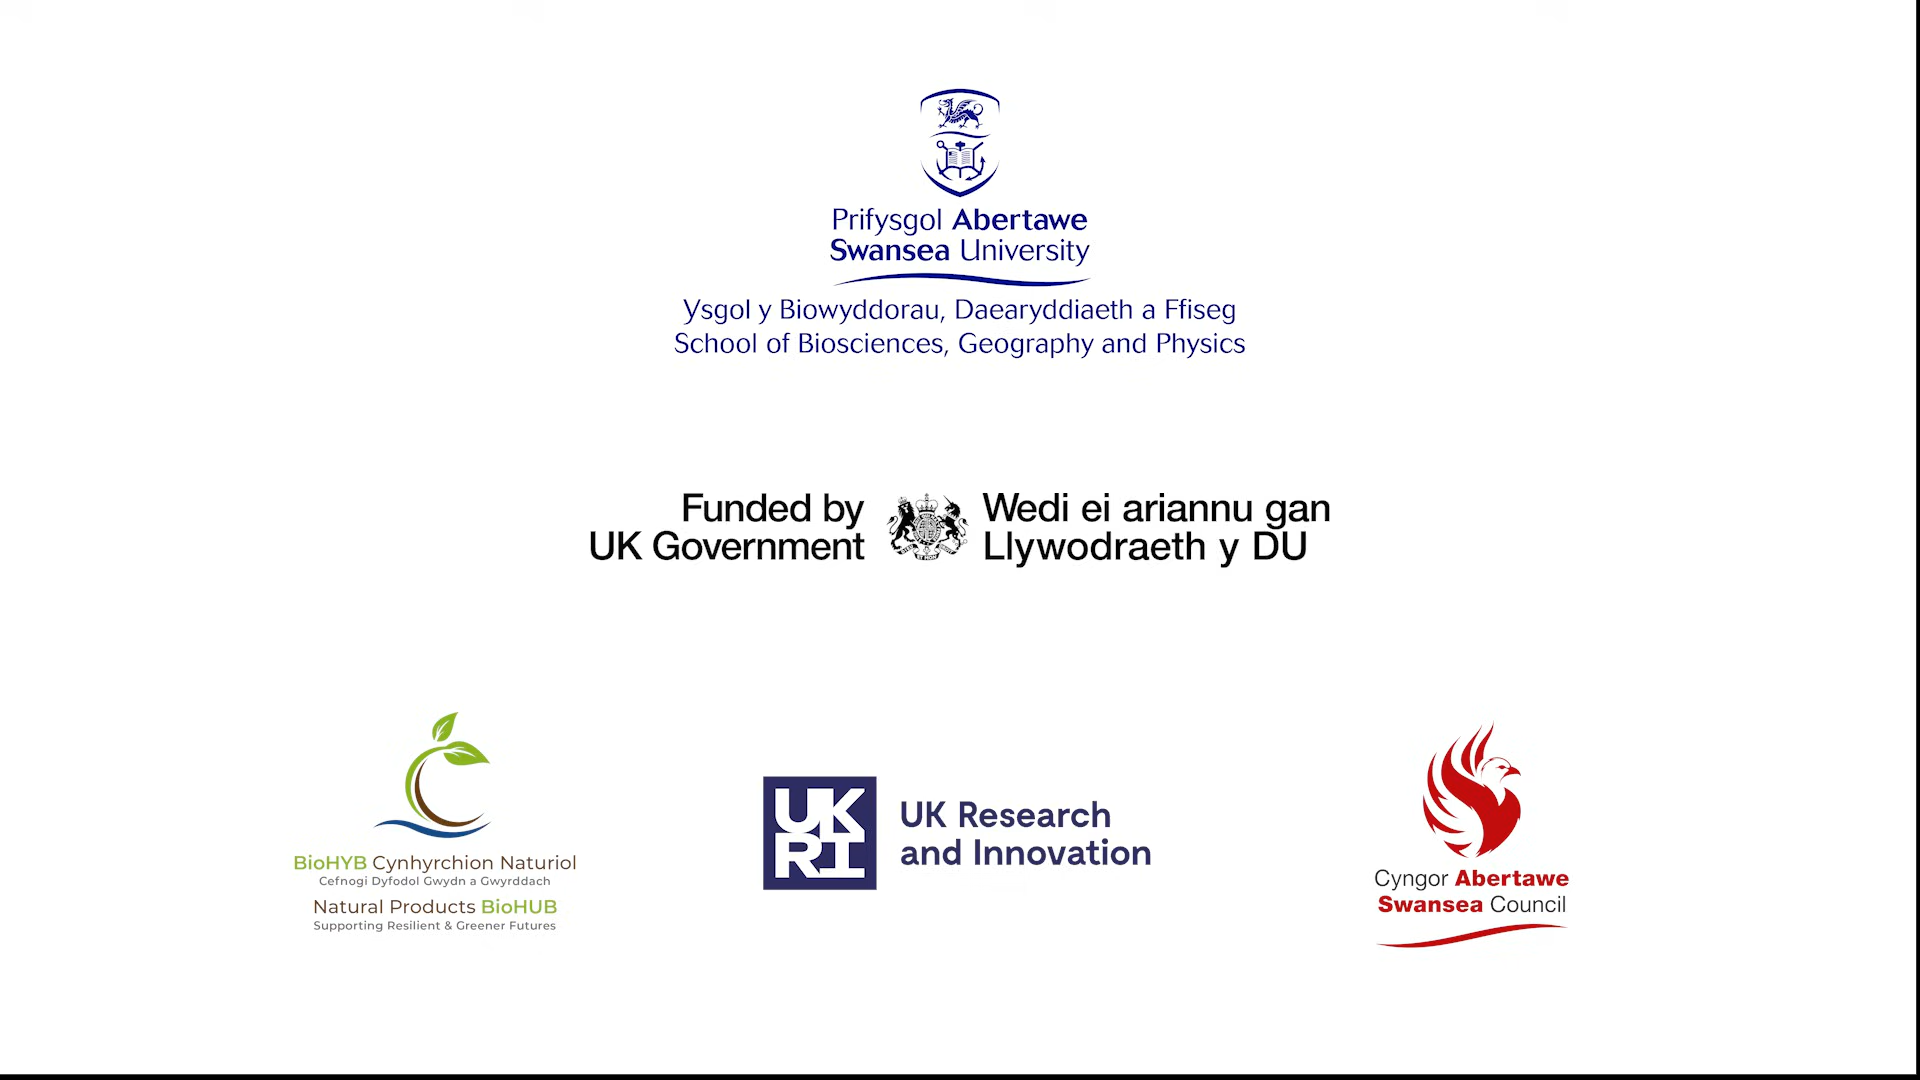 Prifysgol Abertawe
Swansea University
Ysgol y Biowyddorau, Daearyddiaeth a Ffiseg
School of Biosciences, Geography and Physics
Funded by
UK Government
Wedi ei ariannu gan
Llywodraeth y DU
BioHYB Cynhyrchion Naturiol
Cefnogi Dyfodol Gwydn a Gwyrddach
Natural Products BioHUB
Supporting Resilient & Greener Futures
UK
RI
UK Research
and Innovation
Cyngor Abertawe
Swansea Council